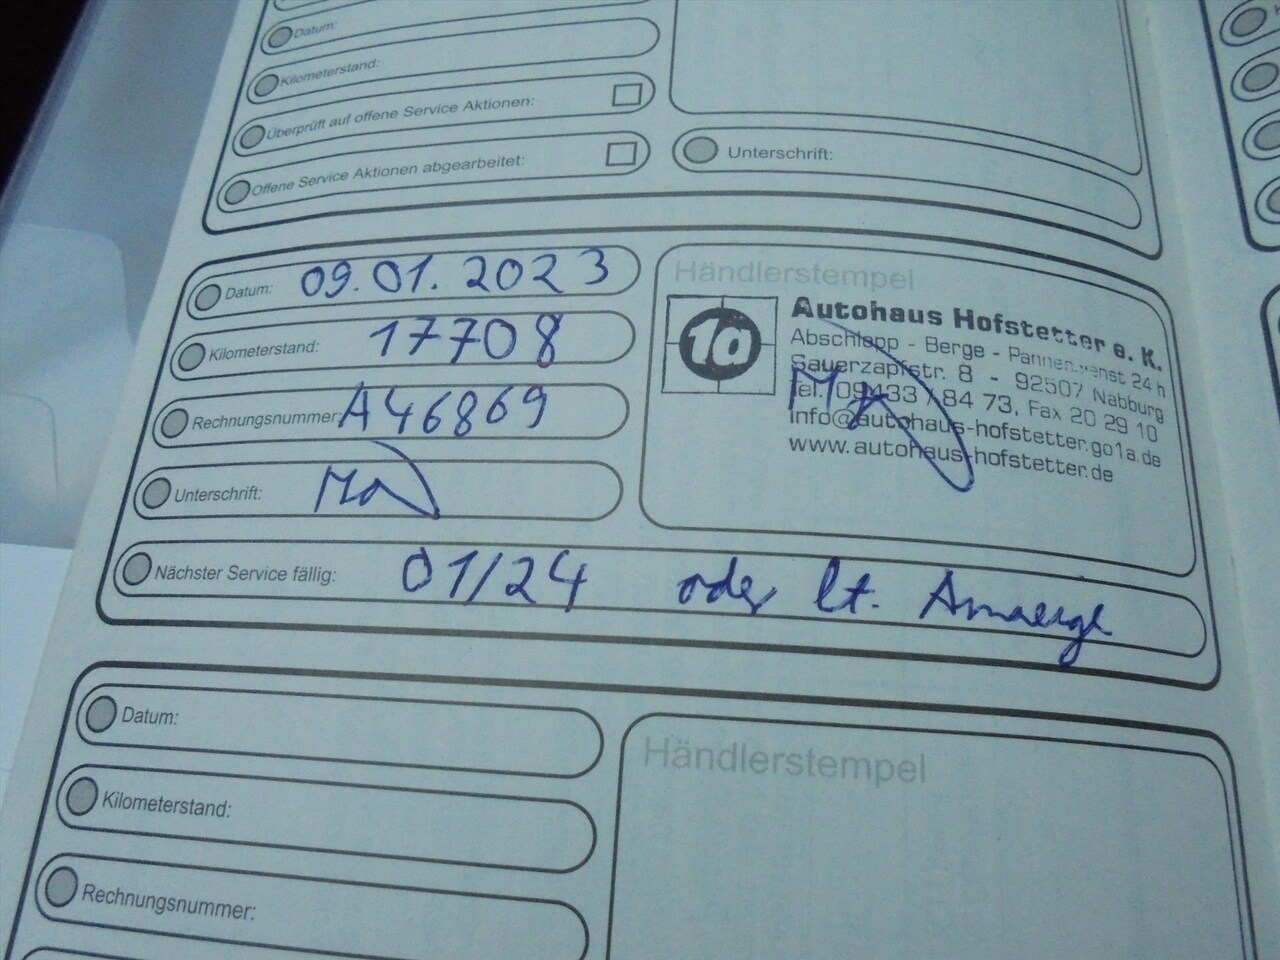 Datum:
Kilometerstand:
Überprüft auf offene Service Aktionen:
Offene Service Aktionen abgearbeitet:
Unterschrift:
Datum: 09.01.2023
Kilometerstand: 17708
Rechnungsnummer: A46869
Unterschrift:
Händlerstempel
1a
Autohaus Hofstetter e. K.
Abschlepp - Berge - Pannendienst 24 h
Sauerzapfstr. 8 - 92507 Nabburg
Tel. 09433 / 84 73, Fax 20 29 10
info@autohaus-hofstetter.go1a.de
www.autohaus-hofstetter.de
Nächster Service fällig: 01/24 oder lt. Anzeige
Datum:
Kilometerstand:
Rechnungsnummer:
Händlerstempel